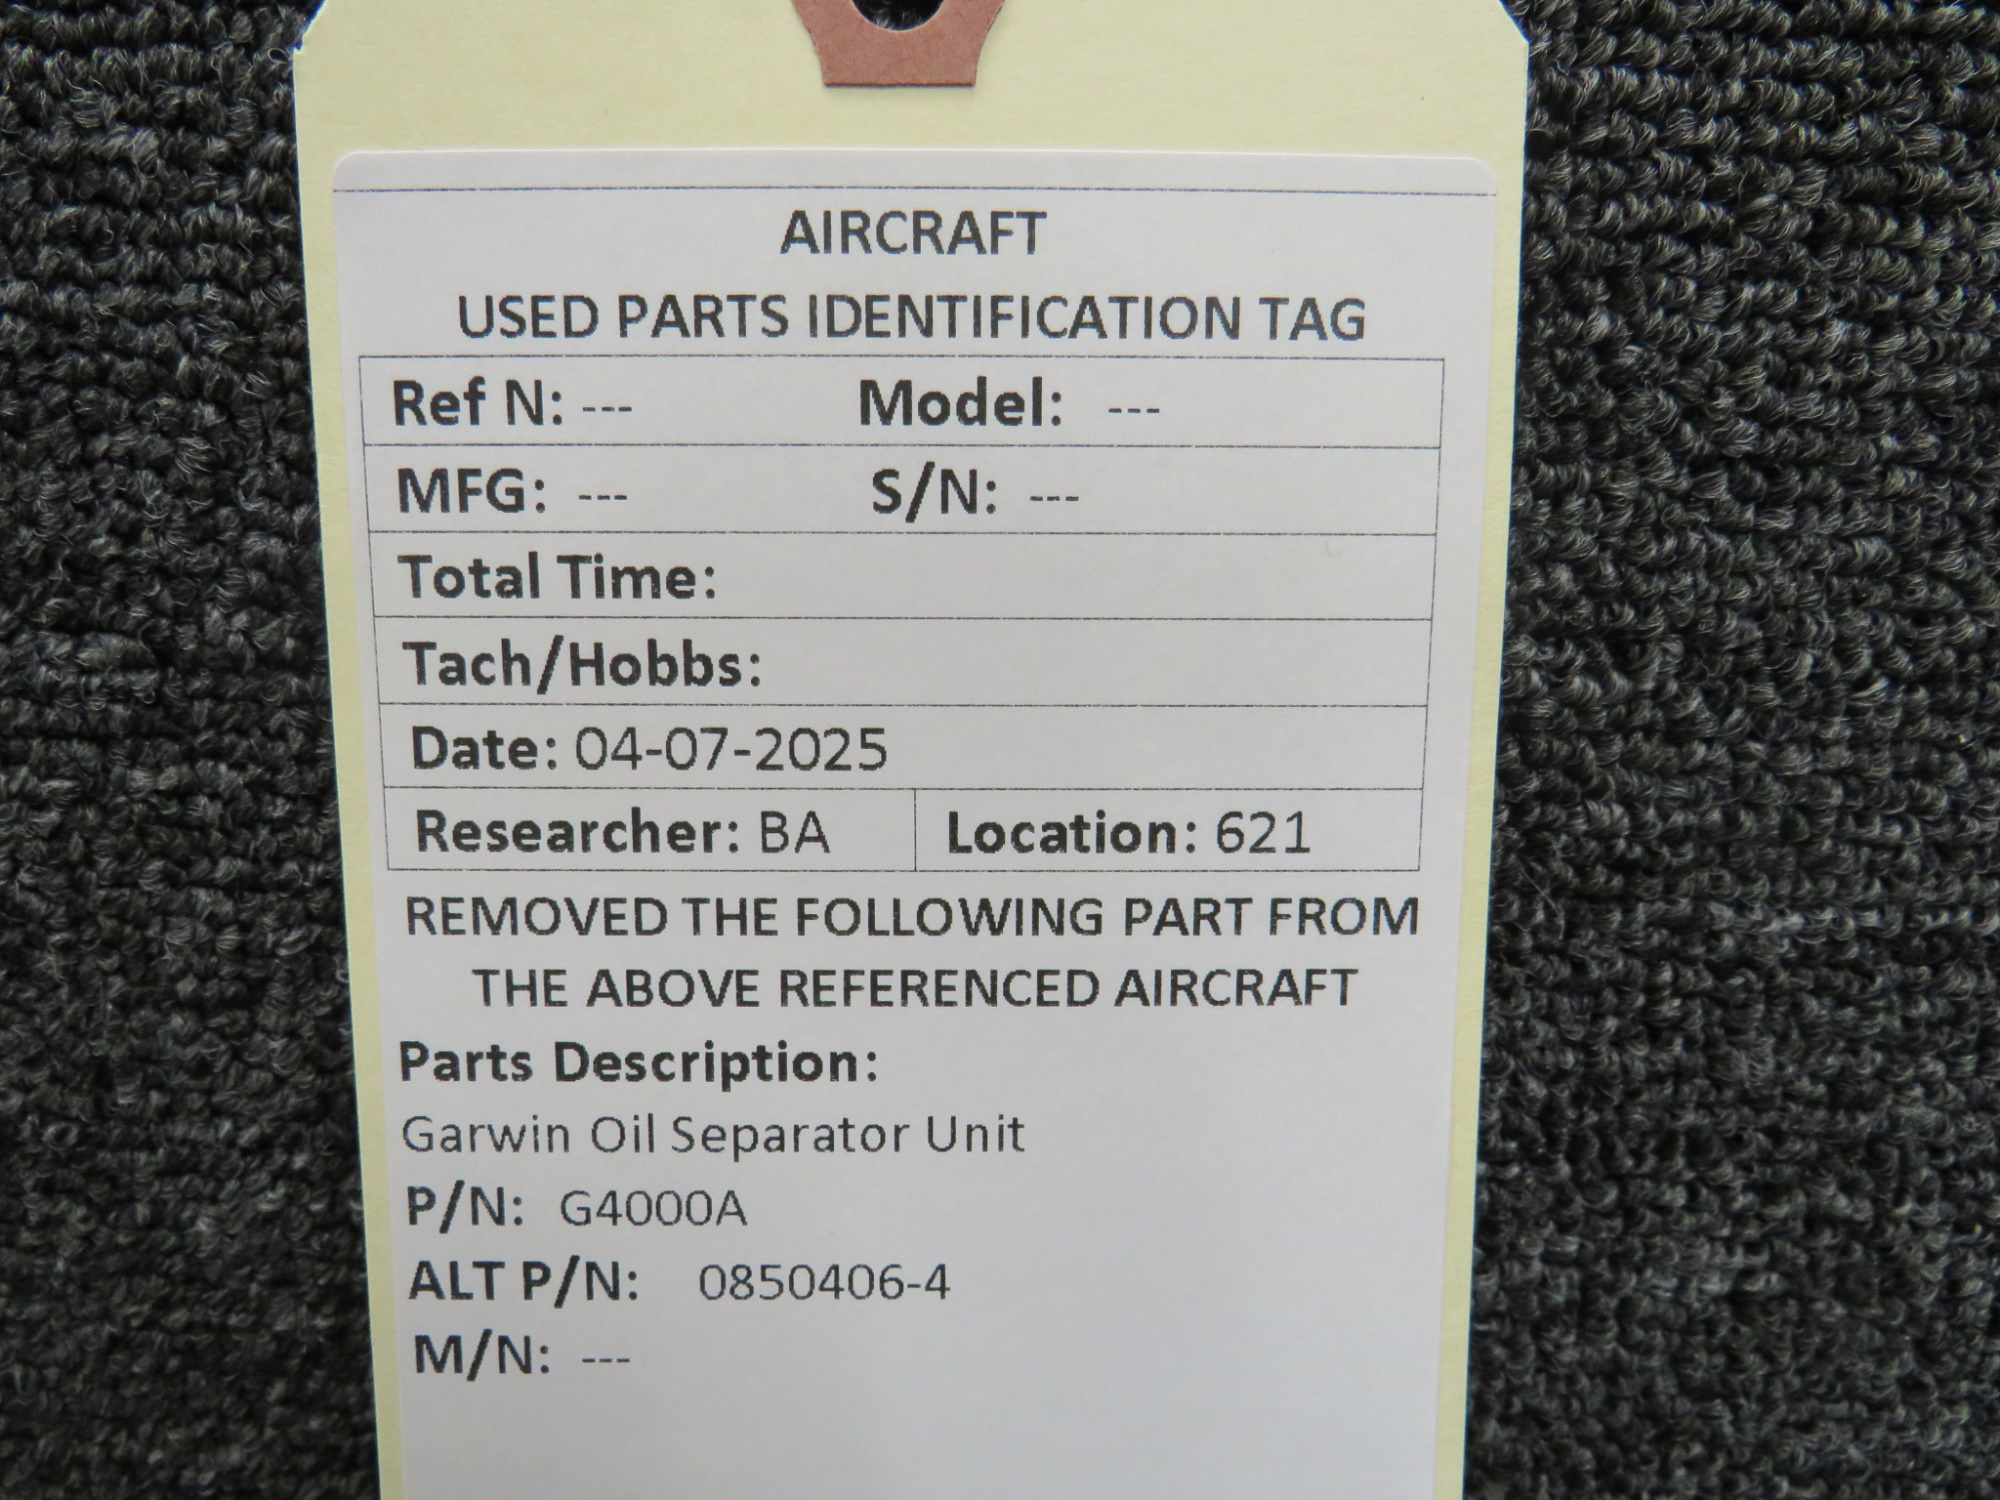 AIRCRAFT
USED PARTS IDENTIFICATION TAG
Ref N: --- Model: ---
MFG: --- S/N: ---
Total Time:
Tach/Hobbs:
Date: 04-07-2025
Researcher: BA Location: 621
REMOVED THE FOLLOWING PART FROM
THE ABOVE REFERENCED AIRCRAFT
Parts Description:
Garwin Oil Separator Unit
P/N: G4000A
ALT P/N: 0850406-4
M/N: ---